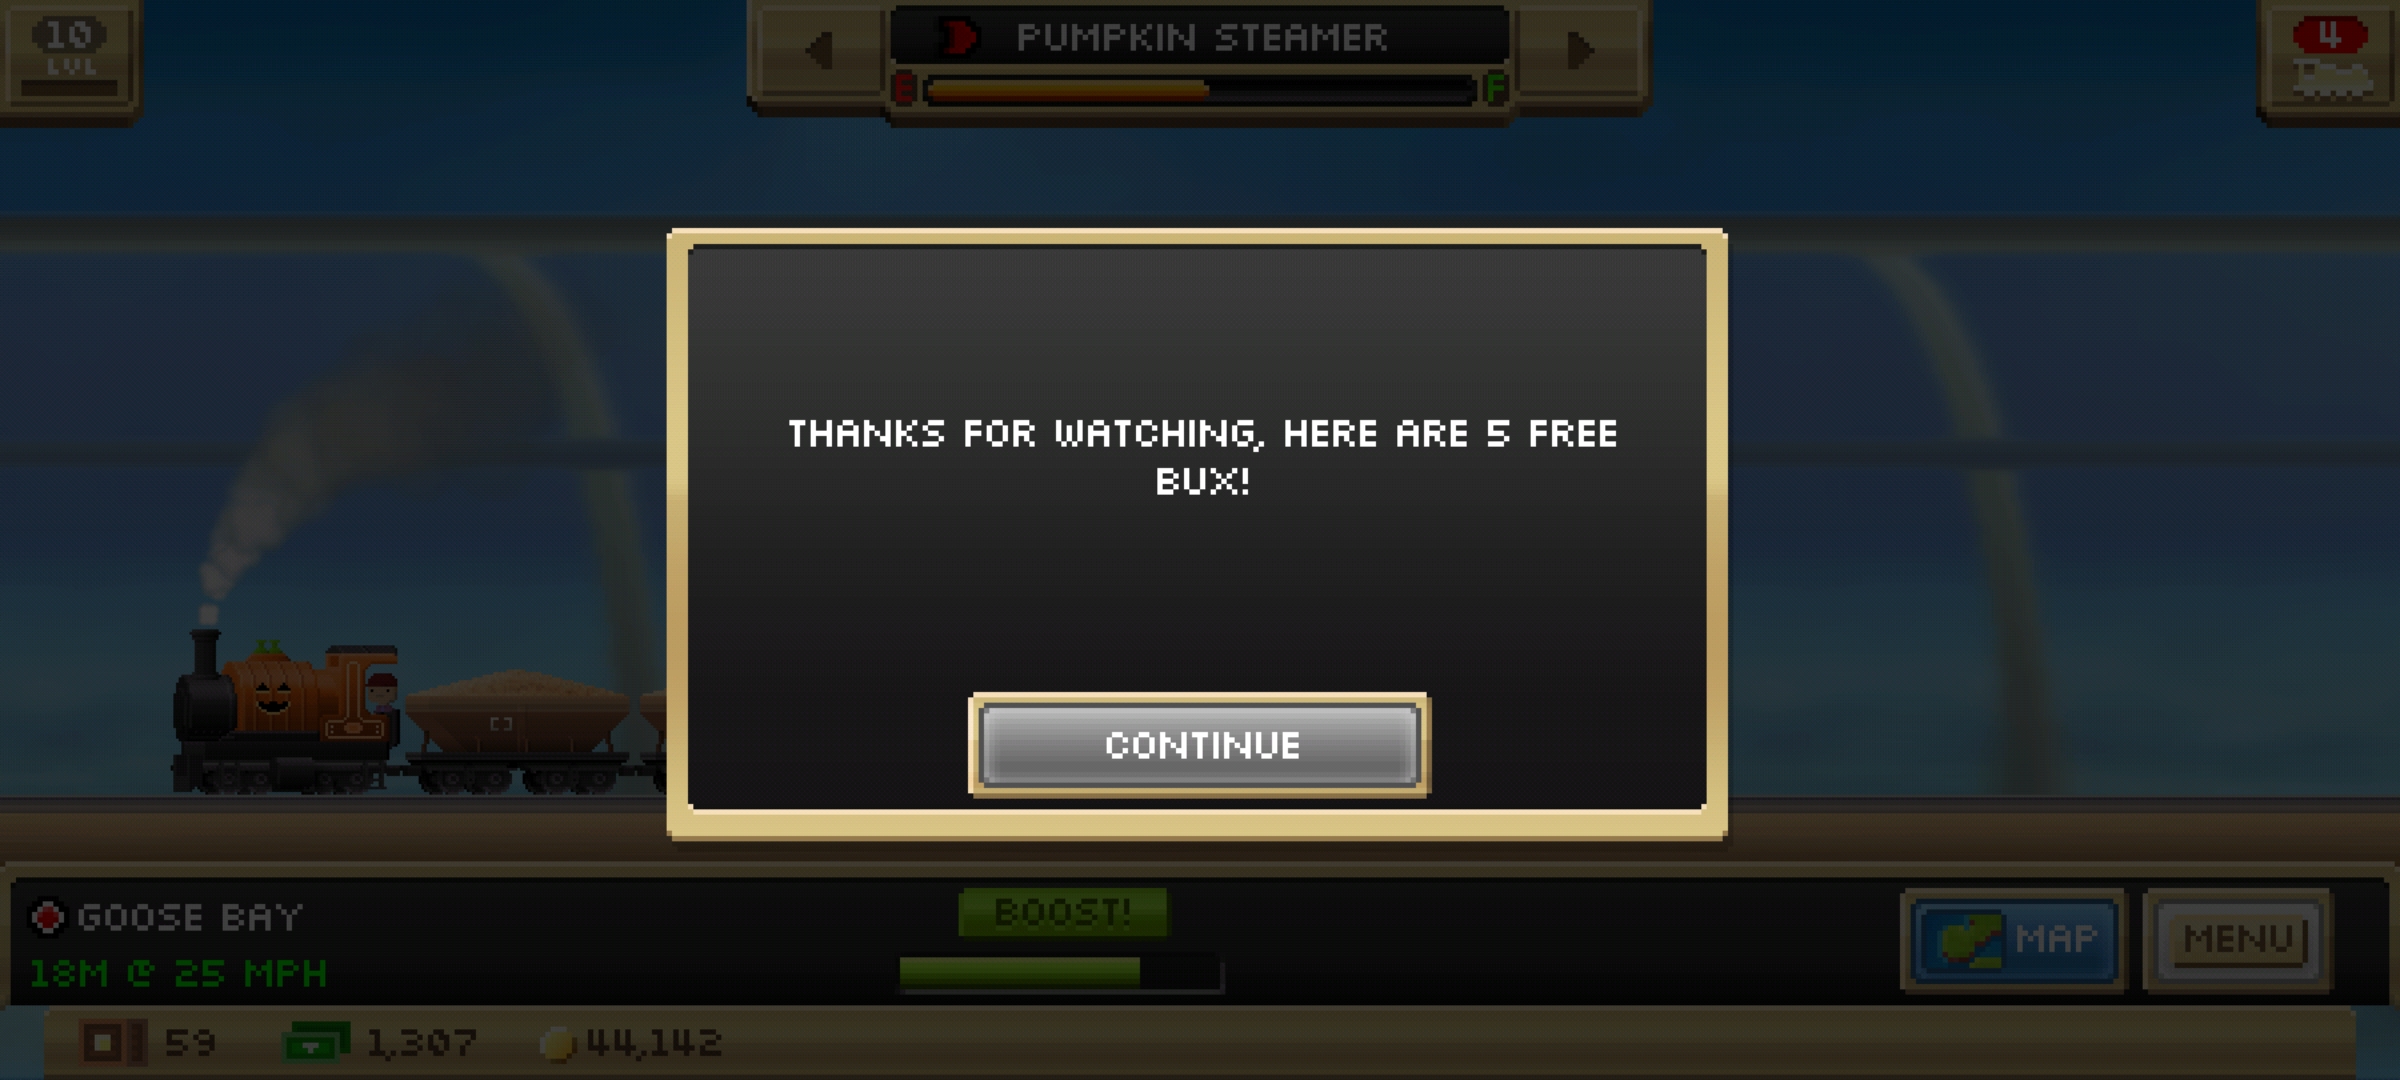 10
LVL
PUMPKIN STEAMER
E
F
4
THANKS FOR WATCHING, HERE ARE 5 FREE
BUX!
CONTINUE
GOOSE BAY
18M @ 25 MPH
BOOST!
MAP
MENU
59
1,307
44,142